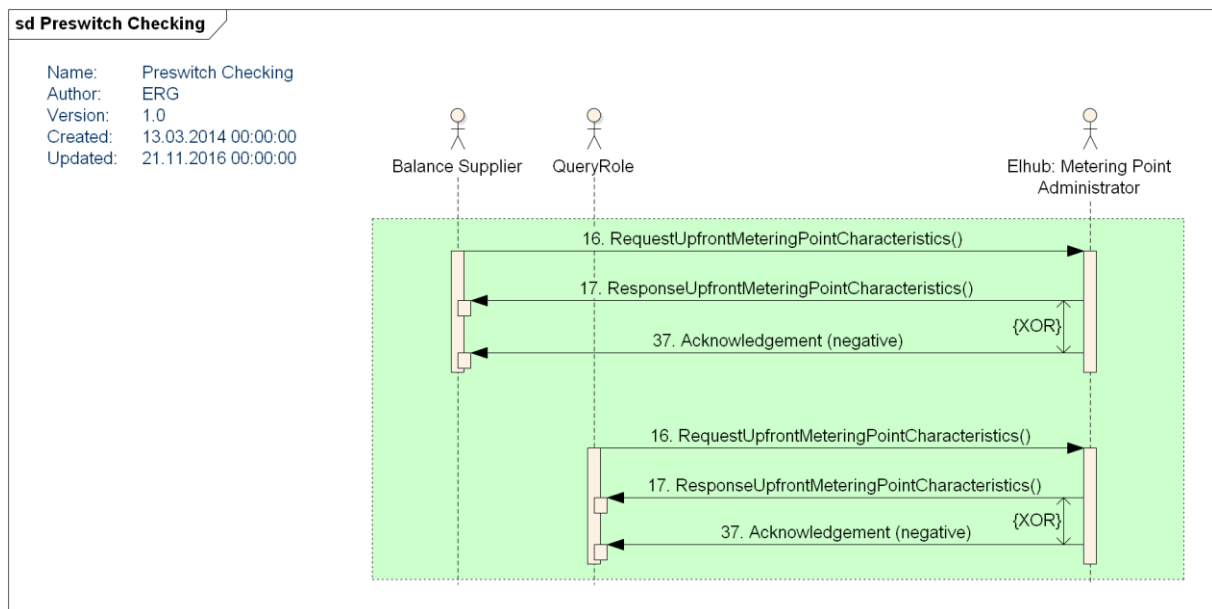 sd Preswitch Checking
Name: Preswitch Checking
Author: ERG
Version: 1.0
Created: 13.03.2014 00:00:00
Updated: 21.11.2016 00:00:00
Balance Supplier
QueryRole
Elhub: Metering Point
Administrator
16. RequestUpfrontMeteringPointCharacteristics()
17. ResponseUpfrontMeteringPointCharacteristics()
{XOR}
37. Acknowledgement (negative)
16. RequestUpfrontMeteringPointCharacteristics()
17. ResponseUpfrontMeteringPointCharacteristics()
{XOR}
37. Acknowledgement (negative)